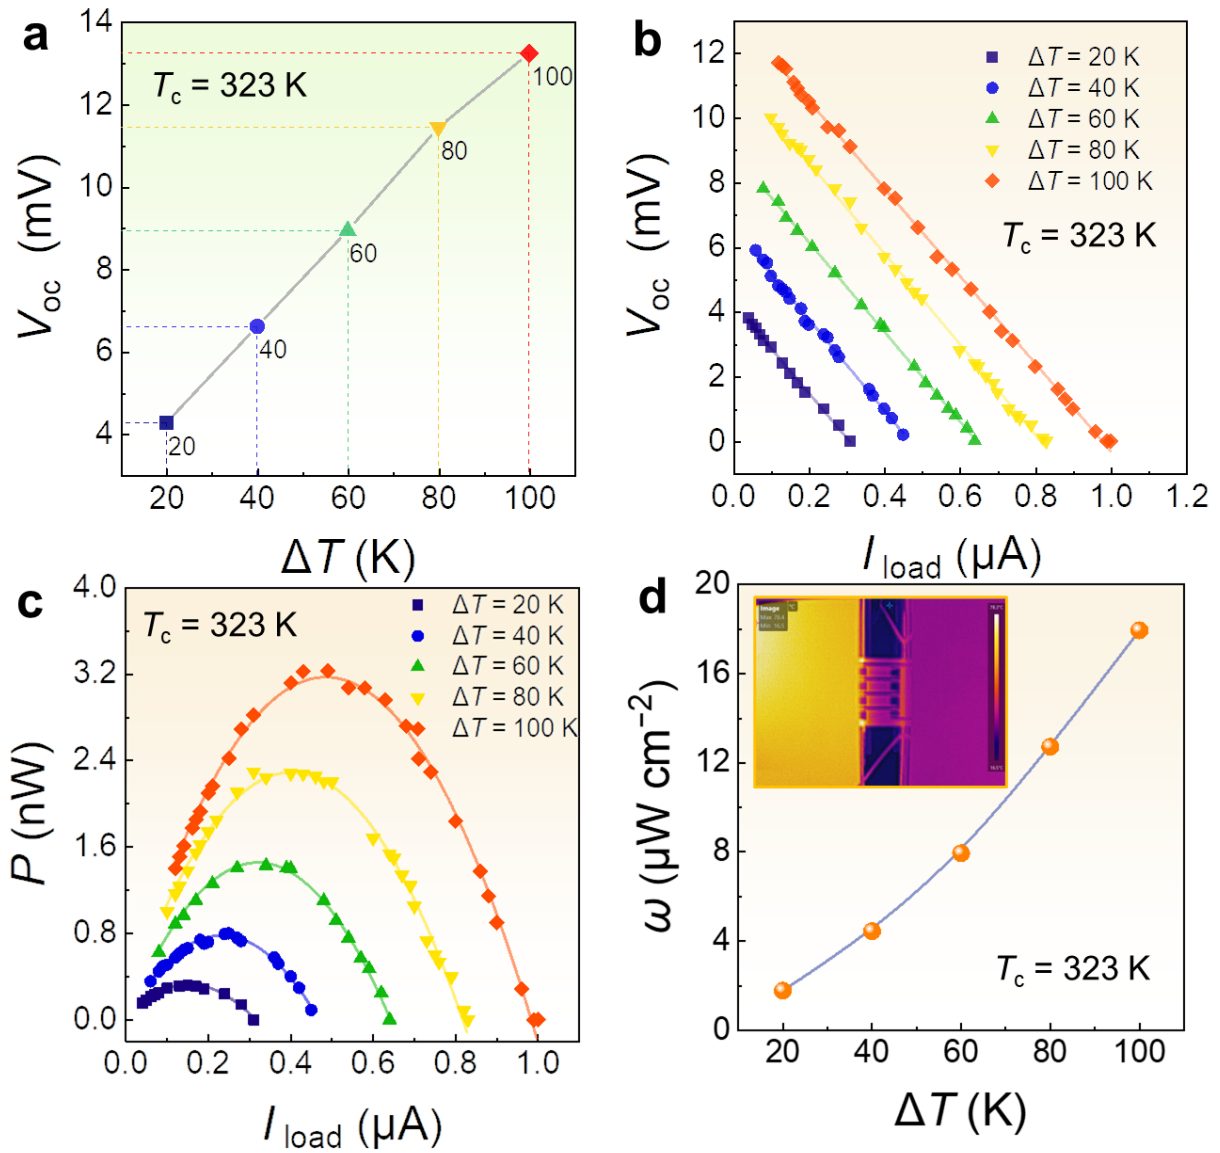 a
14
12
13
11
10
9
8
6
4
V_oc (mV)
T_c = 323 K
20
40
60
80
100
20 40 60 80 100
ΔT (K)
b
12
10
8
6
4
2
0
V_oc (mV)
ΔT = 20 K
ΔT = 40 K
ΔT = 60 K
ΔT = 80 K
ΔT = 100 K
T_c = 323 K
0.0 0.2 0.4 0.6 0.8 1.0 1.2
I_load (μA)
c
4.0
3.2
2.4
1.6
0.8
0.0
P (nW)
T_c = 323 K
ΔT = 20 K
ΔT = 40 K
ΔT = 60 K
ΔT = 80 K
ΔT = 100 K
0.0 0.2 0.4 0.6 0.8 1.0
I_load (μA)
d
20
16
12
8
4
0
ω (μW cm⁻²)
Image
T_c = 323 K
20 40 60 80 100
ΔT (K)